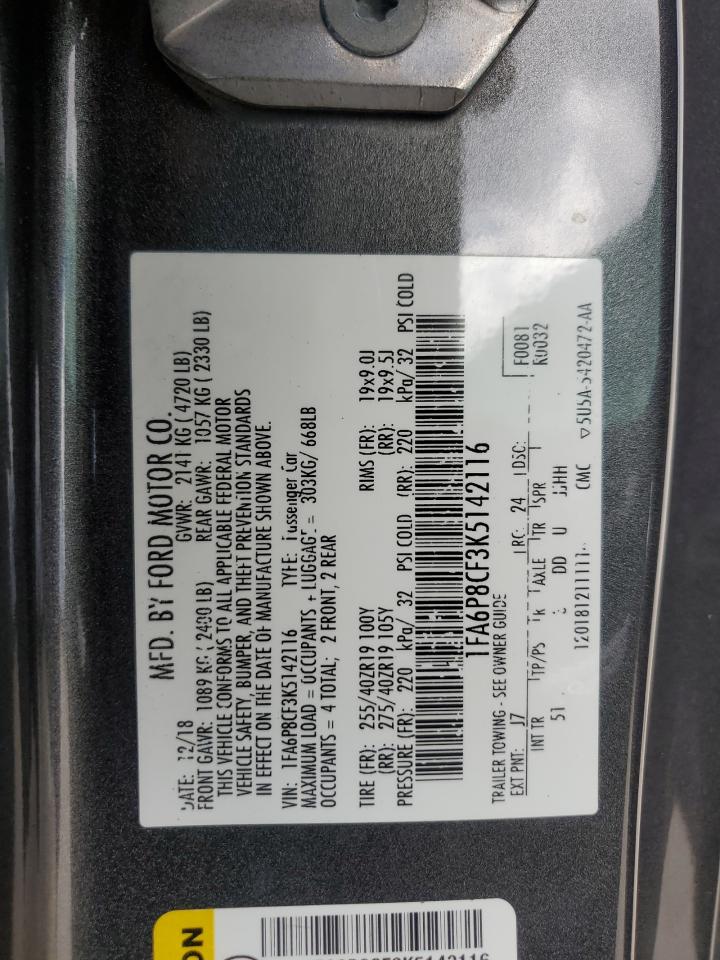 MFD. BY FORD MOTOR CO.
DATE: 12/18 GVWR: 2141 KG ( 4720 LB)
FRONT GAWR: 1089 KG ( 2400 LB) REAR GAWR: 1057 KG ( 2330 LB)
THIS VEHICLE CONFORMS TO ALL APPLICABLE FEDERAL MOTOR
VEHICLE SAFETY, BUMPER, AND THEFT PREVENTION STANDARDS
IN EFFECT ON THE DATE OF MANUFACTURE SHOWN ABOVE.
VIN: 1FA6P8CF3K5142116 TYPE: Passenger Car
MAXIMUM LOAD = OCCUPANTS + LUGGAGE = 303KG/ 668LB
OCCUPANTS = 4 TOTAL; 2 FRONT, 2 REAR
TIRE (FR): 255/40ZR19 100Y RIMS (FR): 19x9.0J
(RR): 275/40ZR19 105Y (RR): 19x9.5J
PRESSURE (FR): 220 kPa/ 32 PSI COLD (RR): 220 kPa/ 32 PSI COLD
1FA6P8CF3K5142116
TRAILER TOWING - SEE OWNER GUIDE
EXT PNT: J7 RC: 24 DSC: F0081
R0032
INT TR TP/PS R AXLE TR SPR
51 DD U
CMC ▽5U5A-5420472-AA
ON